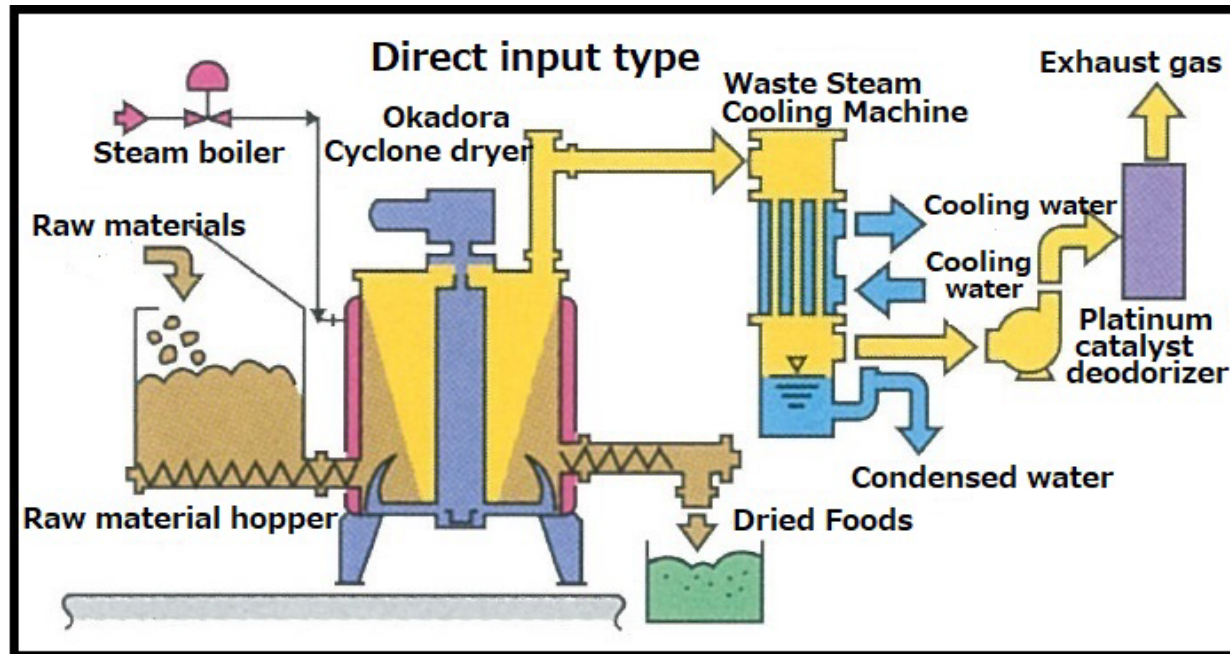 Direct input type
Exhaust gas
Waste Steam
Cooling Machine
Okadora
Cyclone dryer
Steam boiler
Raw materials
Cooling water
Cooling
water
Platinum
catalyst
deodorizer
Condensed water
Raw material hopper
Dried Foods